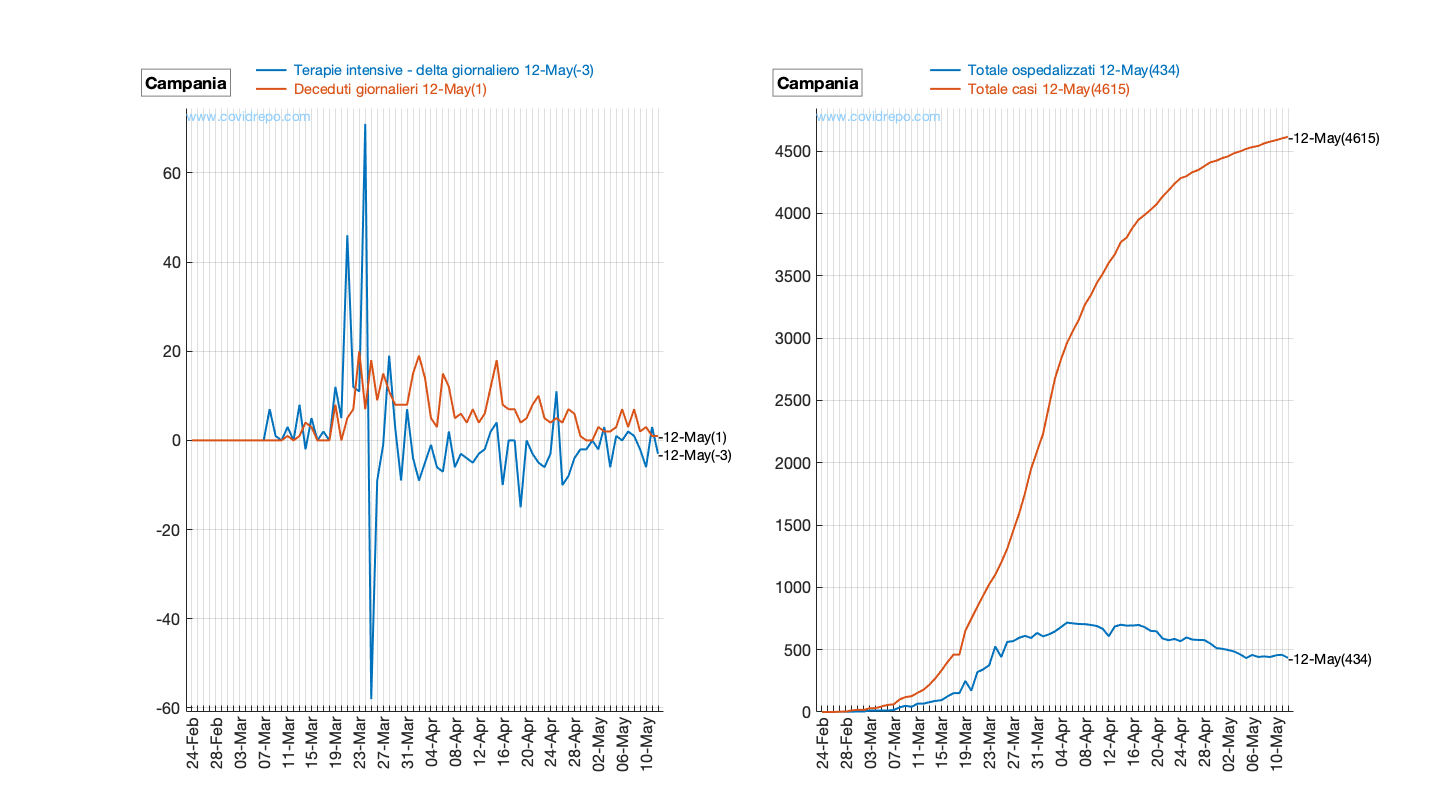 Campania
Terapie intensive - delta giornaliero 12-May(-3)
Deceduti giornalieri 12-May(1)
www.covidrepo.com
60
40
20
0
-20
-40
-60
-12-May(1)
-12-May(-3)
24-Feb
28-Feb
03-Mar
07-Mar
11-Mar
15-Mar
19-Mar
23-Mar
27-Mar
31-Mar
04-Apr
08-Apr
12-Apr
16-Apr
20-Apr
24-Apr
28-Apr
02-May
06-May
10-May
Campania
Totale ospedalizzati 12-May(434)
Totale casi 12-May(4615)
www.covidrepo.com
4500
4000
3500
3000
2500
2000
1500
1000
500
0
-12-May(4615)
-12-May(434)
24-Feb
28-Feb
03-Mar
07-Mar
11-Mar
15-Mar
19-Mar
23-Mar
27-Mar
31-Mar
04-Apr
08-Apr
12-Apr
16-Apr
20-Apr
24-Apr
28-Apr
02-May
06-May
10-May